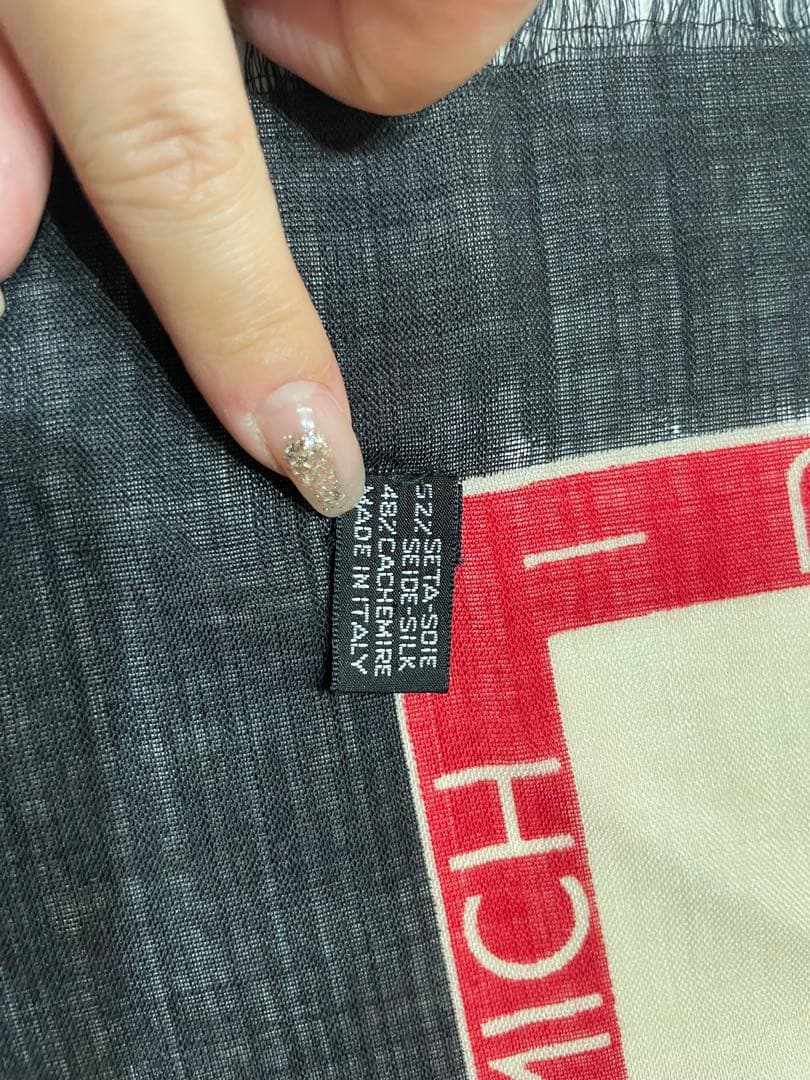 52% SETA-SOIE
SEIDE-SILK
48%CACHEMIRE
MADE IN ITALY
MICH
I